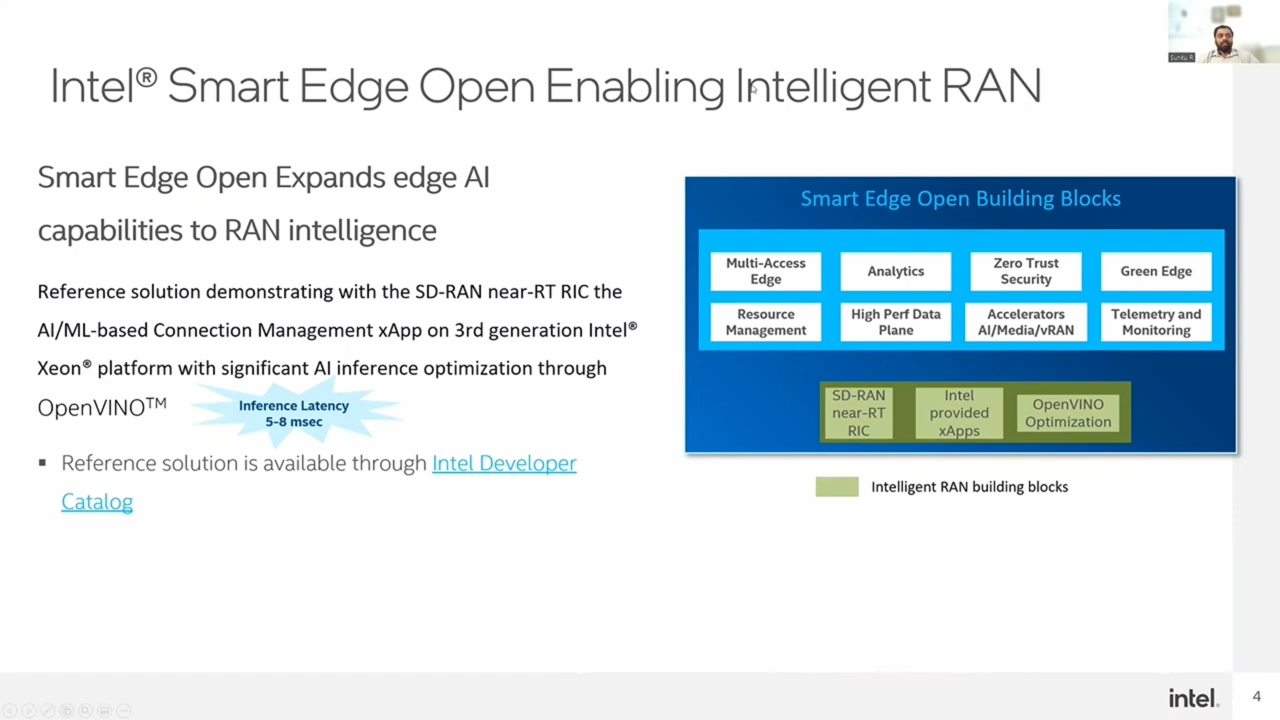 Sunku R
Intel® Smart Edge Open Enabling Intelligent RAN
Smart Edge Open Expands edge AI
capabilities to RAN intelligence
Reference solution demonstrating with the SD-RAN near-RT RIC the
AI/ML-based Connection Management xApp on 3rd generation Intel®
Xeon® platform with significant AI inference optimization through
OpenVINO™
Inference Latency
5-8 msec
▪ Reference solution is available through Intel Developer
Catalog
Smart Edge Open Building Blocks
Multi-Access
Edge
Analytics
Zero Trust
Security
Green Edge
Resource
Management
High Perf Data
Plane
Accelerators
AI/Media/vRAN
Telemetry and
Monitoring
SD-RAN
near-RT
RIC
Intel
provided
xApps
OpenVINO
Optimization
Intelligent RAN building blocks
intel.
4